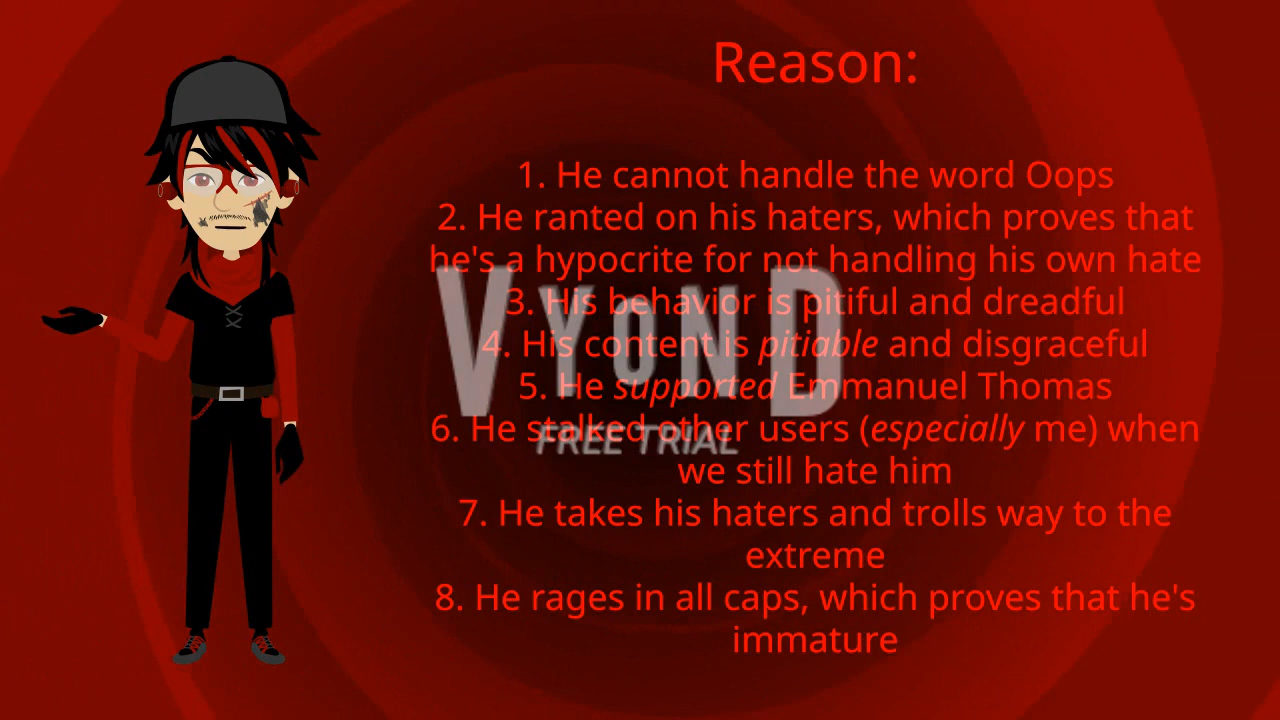 Reason:
1. He cannot handle the word Oops
2. He ranted on his haters, which proves that
he's a hypocrite for not handling his own hate
3. His behavior is pitiful and dreadful
4. His content is pitiable and disgraceful
5. He supported Emmanuel Thomas
6. He stalked other users (especially me) when
we still hate him
7. He takes his haters and trolls way to the
extreme
8. He rages in all caps, which proves that he's
immature
VYOND
FREE TRIAL